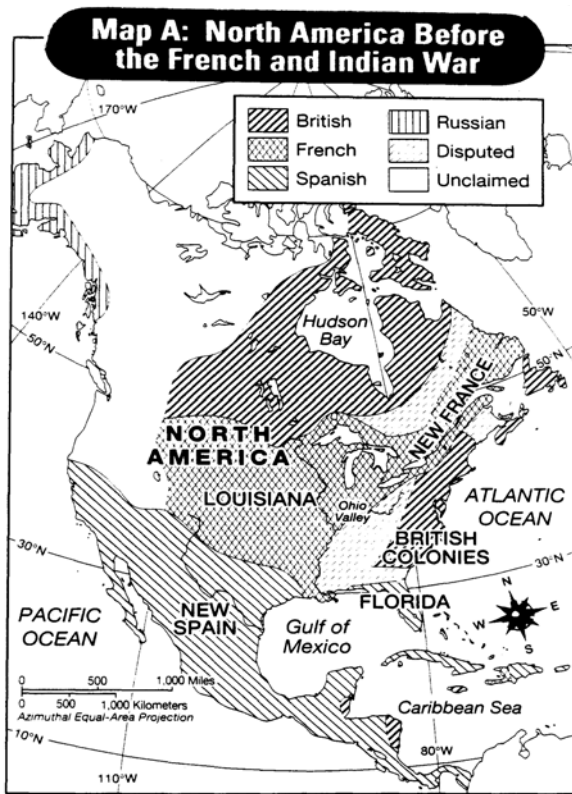 Map A: North America Before
the French and Indian War
170°W
British
French
Spanish
Russian
Disputed
Unclaimed
140°W
50°N
Hudson
Bay
50°W
50°N
NEW FRANCE
NORTH
AMERICA
LOUISIANA
Ohio
Valley
ATLANTIC
OCEAN
BRITISH
COLONIES
30°N
30°N
FLORIDA
N
W
E
S
PACIFIC
OCEAN
NEW
SPAIN
Gulf of
Mexico
0 500 1,000 Miles
0 500 1,000 Kilometers
Azimuthal Equal-Area Projection
Caribbean Sea
10°N
80°W
110°W